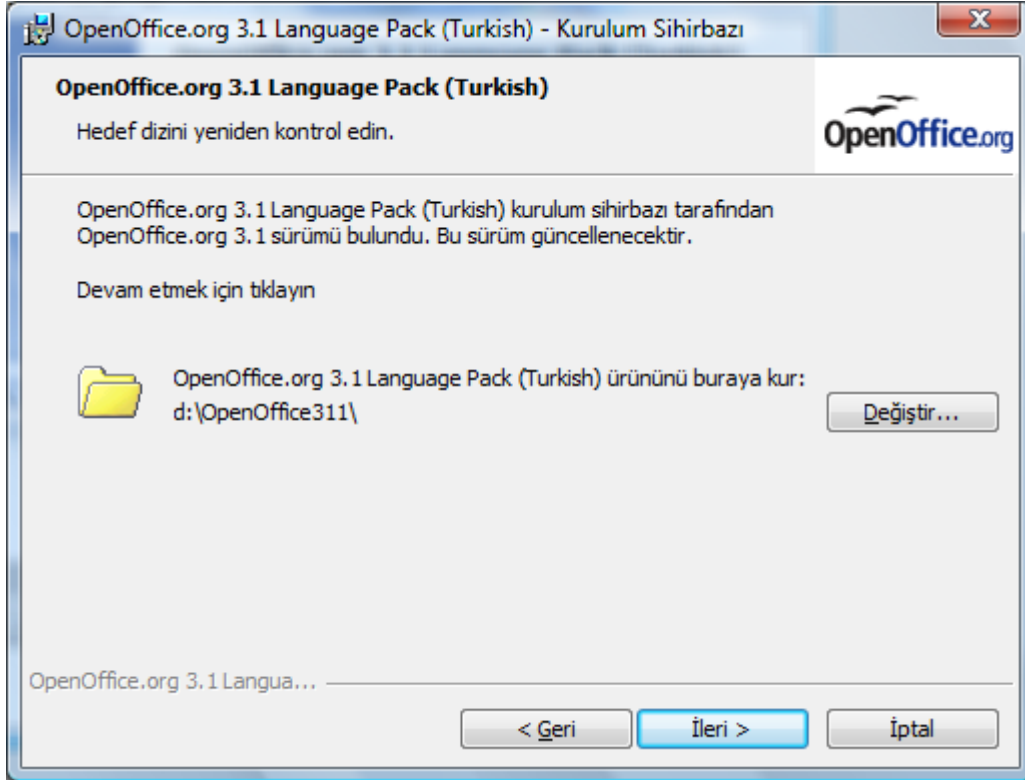 OpenOffice.org 3.1 Language Pack (Turkish) - Kurulum Sihirbazı
OpenOffice.org 3.1 Language Pack (Turkish)
Hedef dizini yeniden kontrol edin.
OpenOffice.org
OpenOffice.org 3.1 Language Pack (Turkish) kurulum sihirbazı tarafından
OpenOffice.org 3.1 sürümü bulundu. Bu sürüm güncellenecektir.
Devam etmek için tıklayın
OpenOffice.org 3.1 Language Pack (Turkish) ürününü buraya kur:
d:\OpenOffice311\
Değiştir...
OpenOffice.org 3.1 Langua...
< Geri
İleri >
İptal